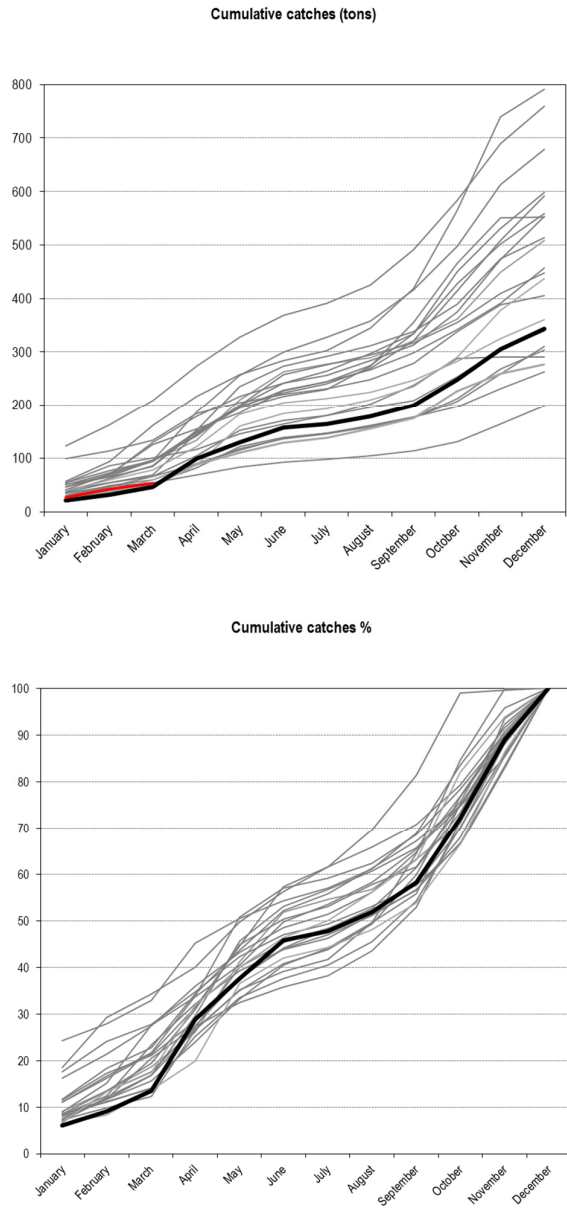 Cumulative catches (tons)
800
700
600
500
400
300
200
100
0
January
February
March
April
May
June
July
August
September
October
November
December
Cumulative catches %
100
90
80
70
60
50
40
30
20
10
0
January
February
March
April
May
June
July
August
September
October
November
December